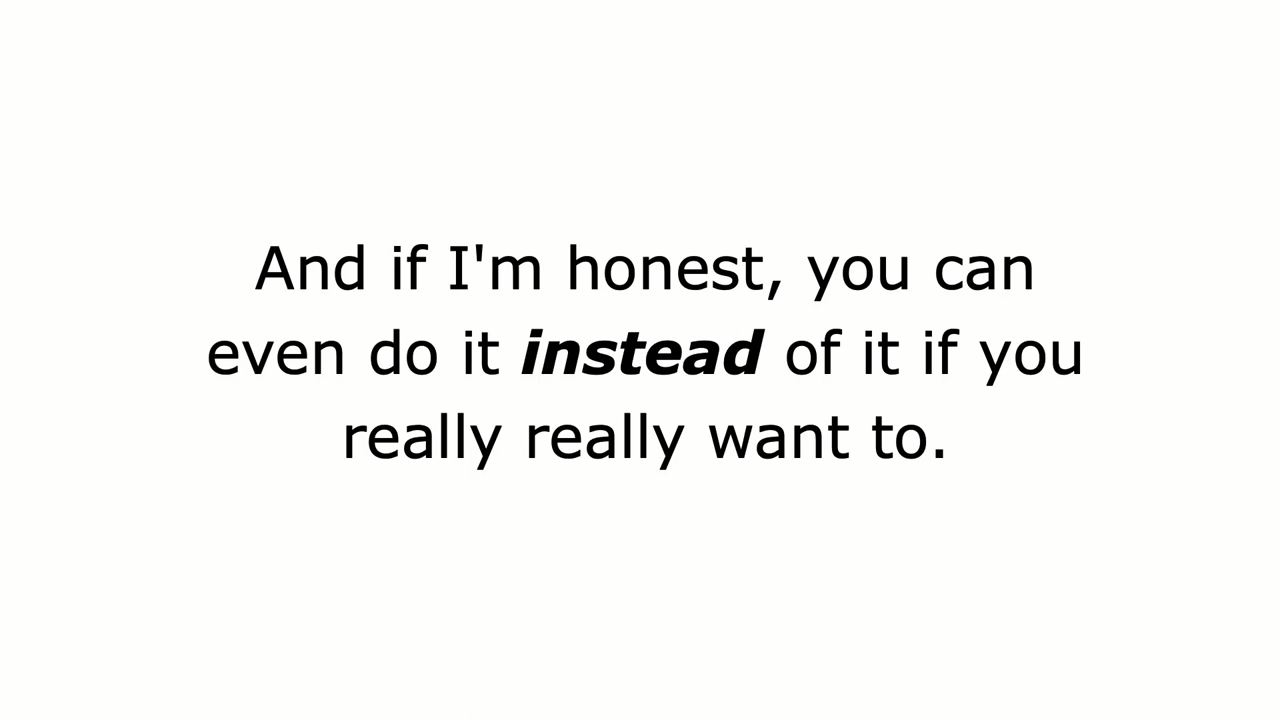 And if I'm honest, you can
even do it instead of it if you
really really want to.